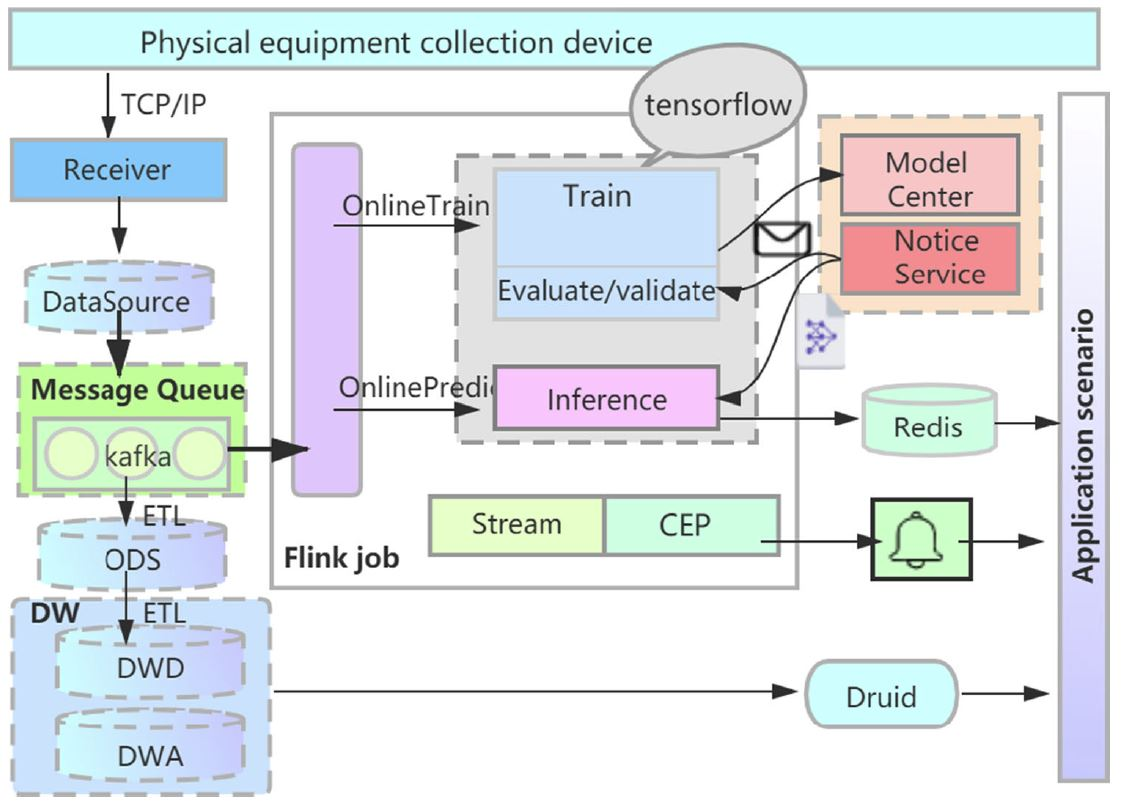 Physical equipment collection device
TCP/IP
tensorflow
Receiver
Model
Center
Train
OnlineTrain
Notice
Service
DataSource
Evaluate/validate
Message Queue
OnlinePredic
Inference
Redis
kafka
ETL
Stream
CEP
ODS
Flink job
DW
ETL
DWD
Druid
DWA
Application scenario